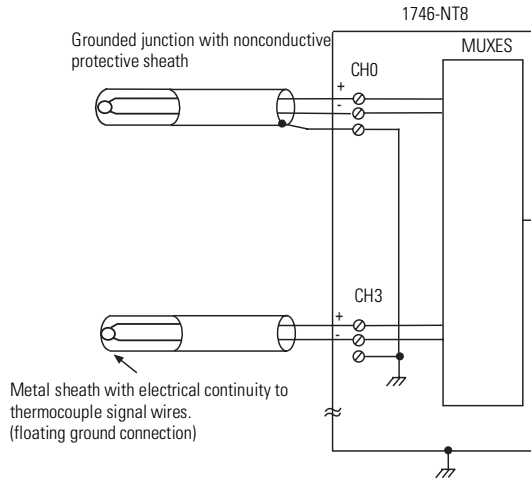 1746-NT8
Grounded junction with nonconductive
protective sheath
MUXES
CH0
+
-
CH3
+
-
Metal sheath with electrical continuity to
thermocouple signal wires.
(floating ground connection)